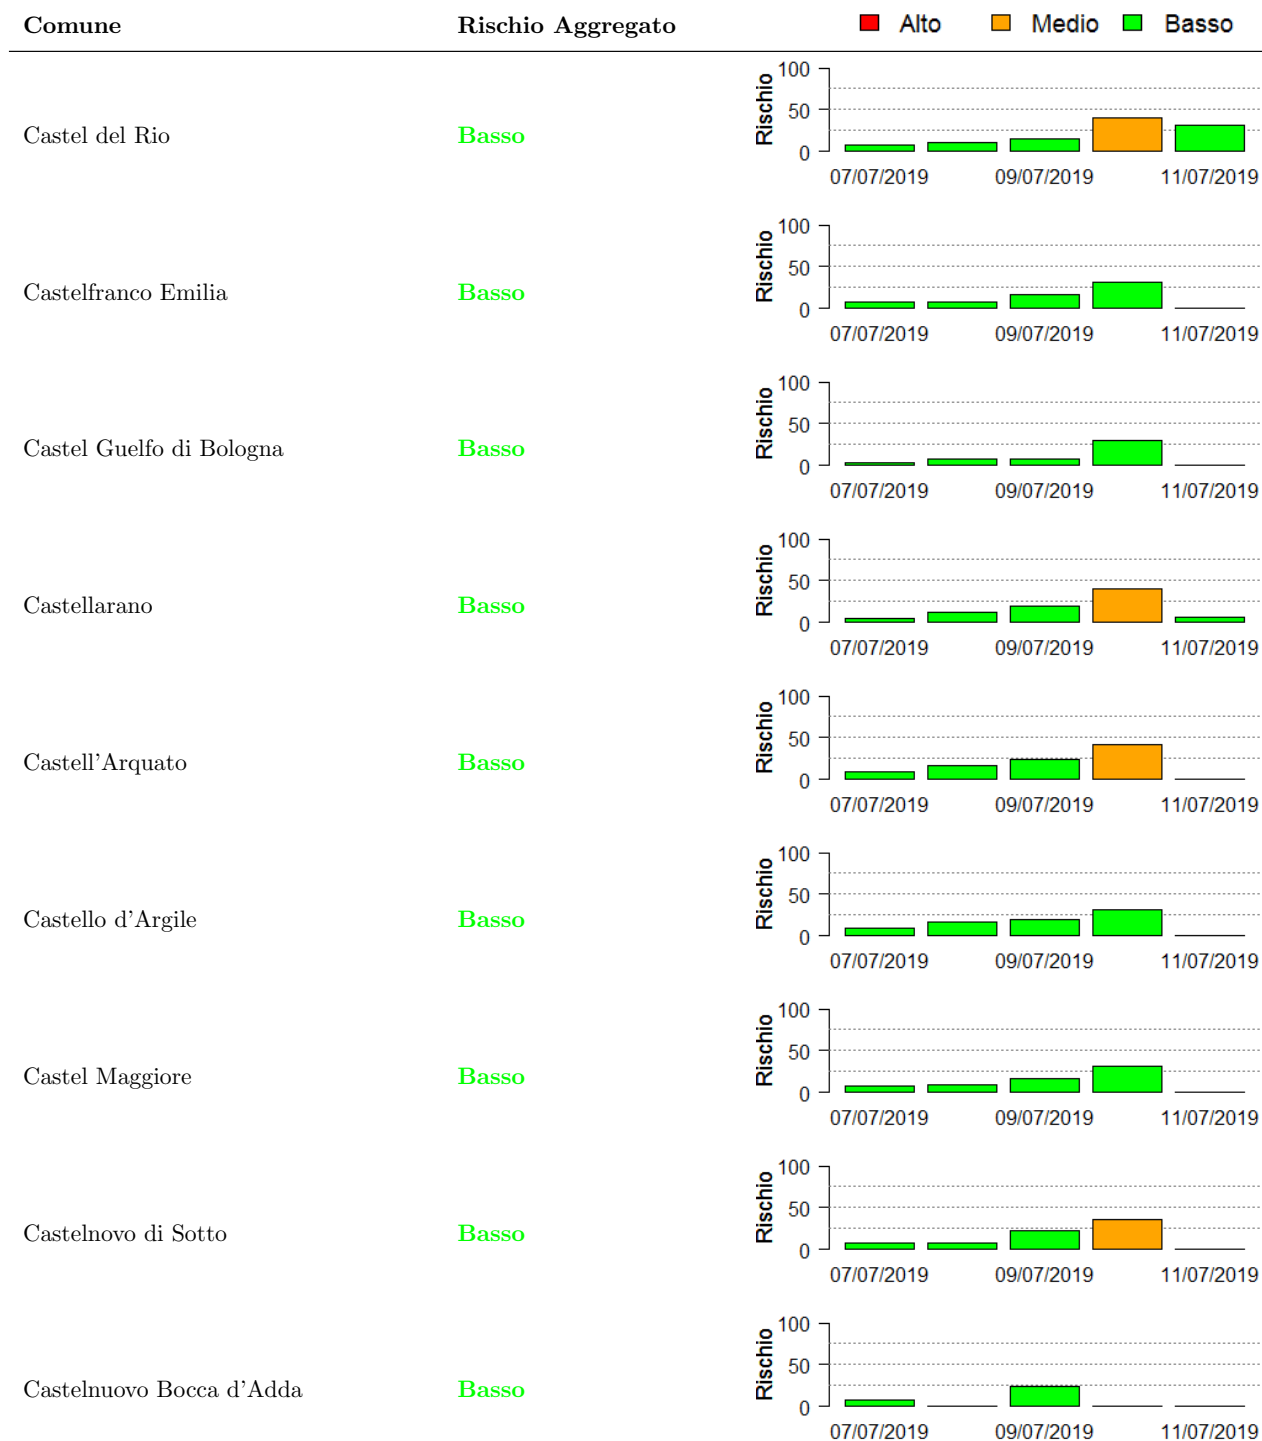 Comune Rischio Aggregato Alto Medio Basso
Castel del Rio Basso
Rischio
100
50
0
07/07/2019 09/07/2019 11/07/2019
Castelfranco Emilia Basso
Rischio
100
50
0
07/07/2019 09/07/2019 11/07/2019
Castel Guelfo di Bologna Basso
Rischio
100
50
0
07/07/2019 09/07/2019 11/07/2019
Castellarano Basso
Rischio
100
50
0
07/07/2019 09/07/2019 11/07/2019
Castell'Arquato Basso
Rischio
100
50
0
07/07/2019 09/07/2019 11/07/2019
Castello d'Argile Basso
Rischio
100
50
0
07/07/2019 09/07/2019 11/07/2019
Castel Maggiore Basso
Rischio
100
50
0
07/07/2019 09/07/2019 11/07/2019
Castelnovo di Sotto Basso
Rischio
100
50
0
07/07/2019 09/07/2019 11/07/2019
Castelnuovo Bocca d'Adda Basso
Rischio
100
50
0
07/07/2019 09/07/2019 11/07/2019